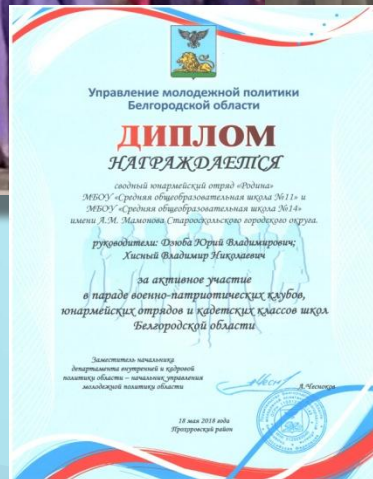 Управление молодежной политики
Белгородской области
ДИПЛОМ
НАГРАЖДАЕТСЯ
сводный юнармейский отряд «Родина»
МБОУ «Средняя общеобразовательная школа №11» и
МБОУ «Средняя общеобразовательная школа №14»
имени А.М. Мамонова Старооскольского городского округа.
руководители: Дзюба Юрий Владимирович;
Хисный Владимир Николаевич
за активное участие
в параде военно-патриотических клубов,
юнармейских отрядов и кадетских классов школ
Белгородской области
Заместитель начальника
департамента внутренней и кадровой
политики области – начальник управления
молодежной политики области
А.Чесноков
18 мая 2018 года
Прохоровский район